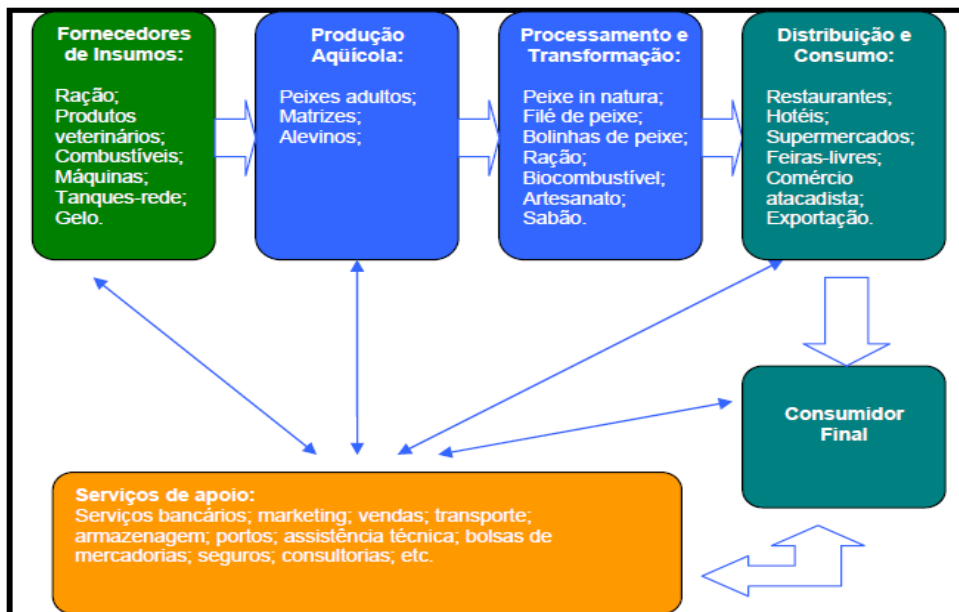 Fornecedores
de Insumos:
Ração;
Produtos
veterinários;
Combustíveis;
Máquinas;
Tanques-rede;
Gelo.
Produção
Aqüícola:
Peixes adultos;
Matrizes;
Alevinos;
Processamento e
Transformação:
Peixe in natura;
Filé de peixe;
Bolinhas de peixe;
Ração;
Biocombustível;
Artesanato;
Sabão.
Distribuição e
Consumo:
Restaurantes;
Hotéis;
Supermercados;
Feiras-livres;
Comércio
atacadista;
Exportação.
Consumidor
Final
Serviços de apoio:
Serviços bancários; marketing; vendas; transporte;
armazenagem; portos; assistência técnica; bolsas de
mercadorias; seguros; consultorias; etc.